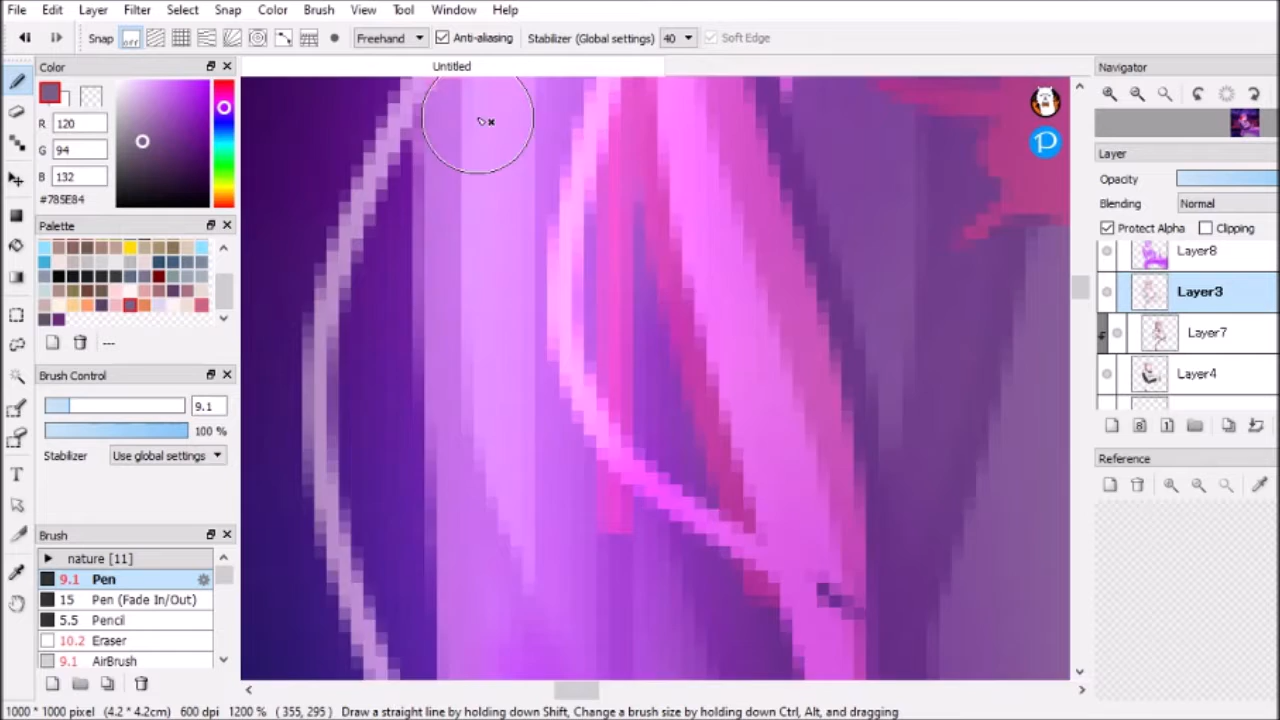 File Edit Layer Filter Select Snap Color Brush View Tool Window Help
Snap off Freehand Anti-aliasing Stabilizer (Global settings) 40 Soft Edge
Color
R 120
G 94
B 132
#785E84
Palette
---
Brush Control
9.1
100 %
Stabilizer Use global settings
Brush
nature [11]
9.1 Pen
15 Pen (Fade In/Out)
5.5 Pencil
10.2 Eraser
9.1 AirBrush
Untitled
P
Navigator
Layer
Opacity
Blending Normal
Protect Alpha Clipping
Layer8
Layer3
Layer7
Layer4
8 1
Reference
T
1000 * 1000 pixel (4.2 * 4.2cm) 600 dpi 1200 % ( 355, 295 ) Draw a straight line by holding down Shift, Change a brush size by holding down Ctrl, Alt, and dragging